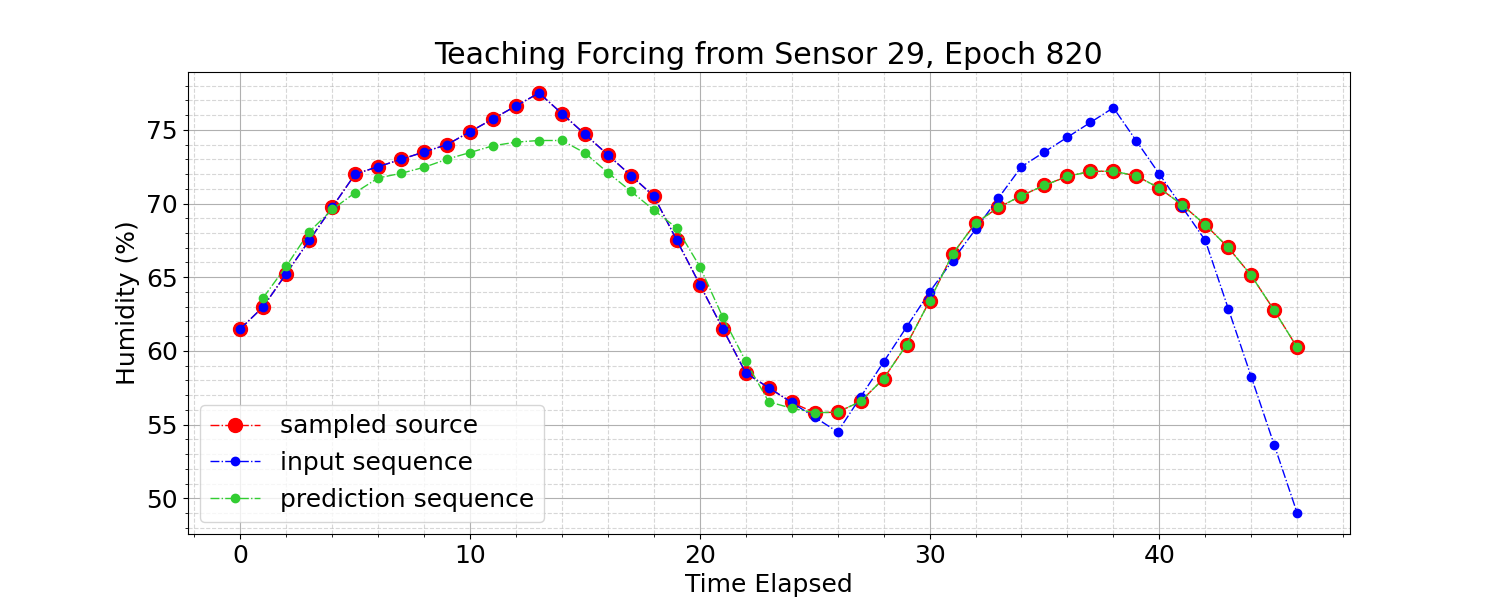 Teaching Forcing from Sensor 29, Epoch 820
Humidity (%)
75
70
65
60
55
50
sampled source
input sequence
prediction sequence
0 10 20 30 40
Time Elapsed